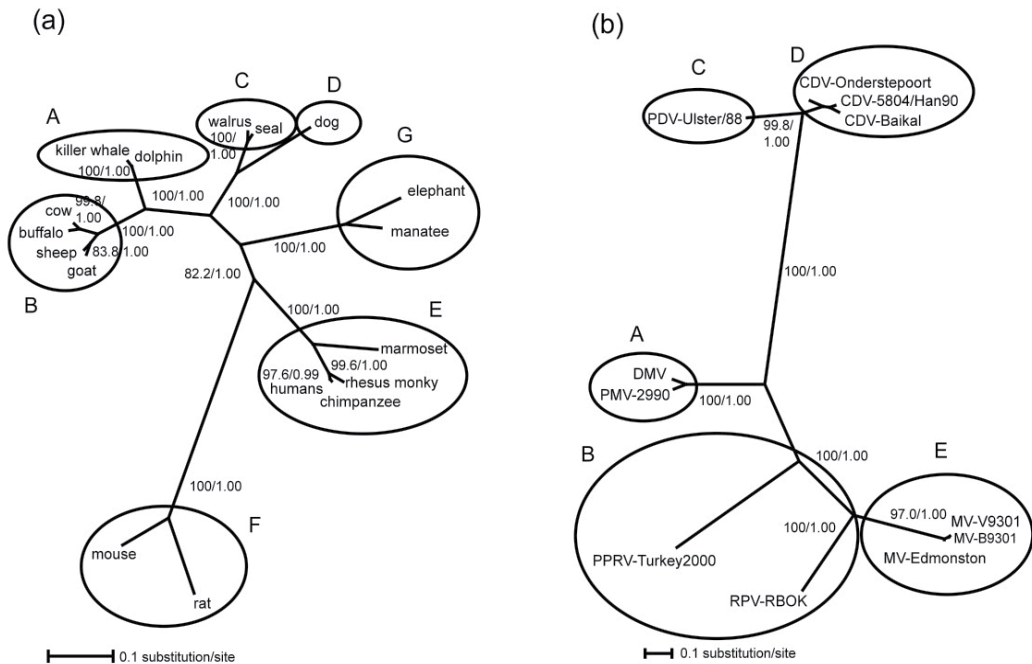 (a)
A
C
D
G
walrus
100/
1.00
seal
dog
killer whale
dolphin
100/1.00
elephant
manatee
100/1.00
100/1.00
99.8/
1.00
cow
buffalo
sheep
goat
100/1.00
83.8/1.00
100/1.00
B
82.2/1.00
100/1.00
E
marmoset
97.6/0.99
99.6/1.00
humans
rhesus monky
chimpanzee
100/1.00
F
mouse
rat
0.1 substitution/site
(b)
C
D
CDV-Onderstepoort
CDV-5804/Han90
CDV-Baikal
PDV-Ulster/88
99.8/
1.00
100/1.00
A
DMV
PMV-2990
100/1.00
B
100/1.00
E
97.0/1.00
MV-V9301
MV-B9301
MV-Edmonston
100/1.00
PPRV-Turkey2000
RPV-RBOK
0.1 substitution/site